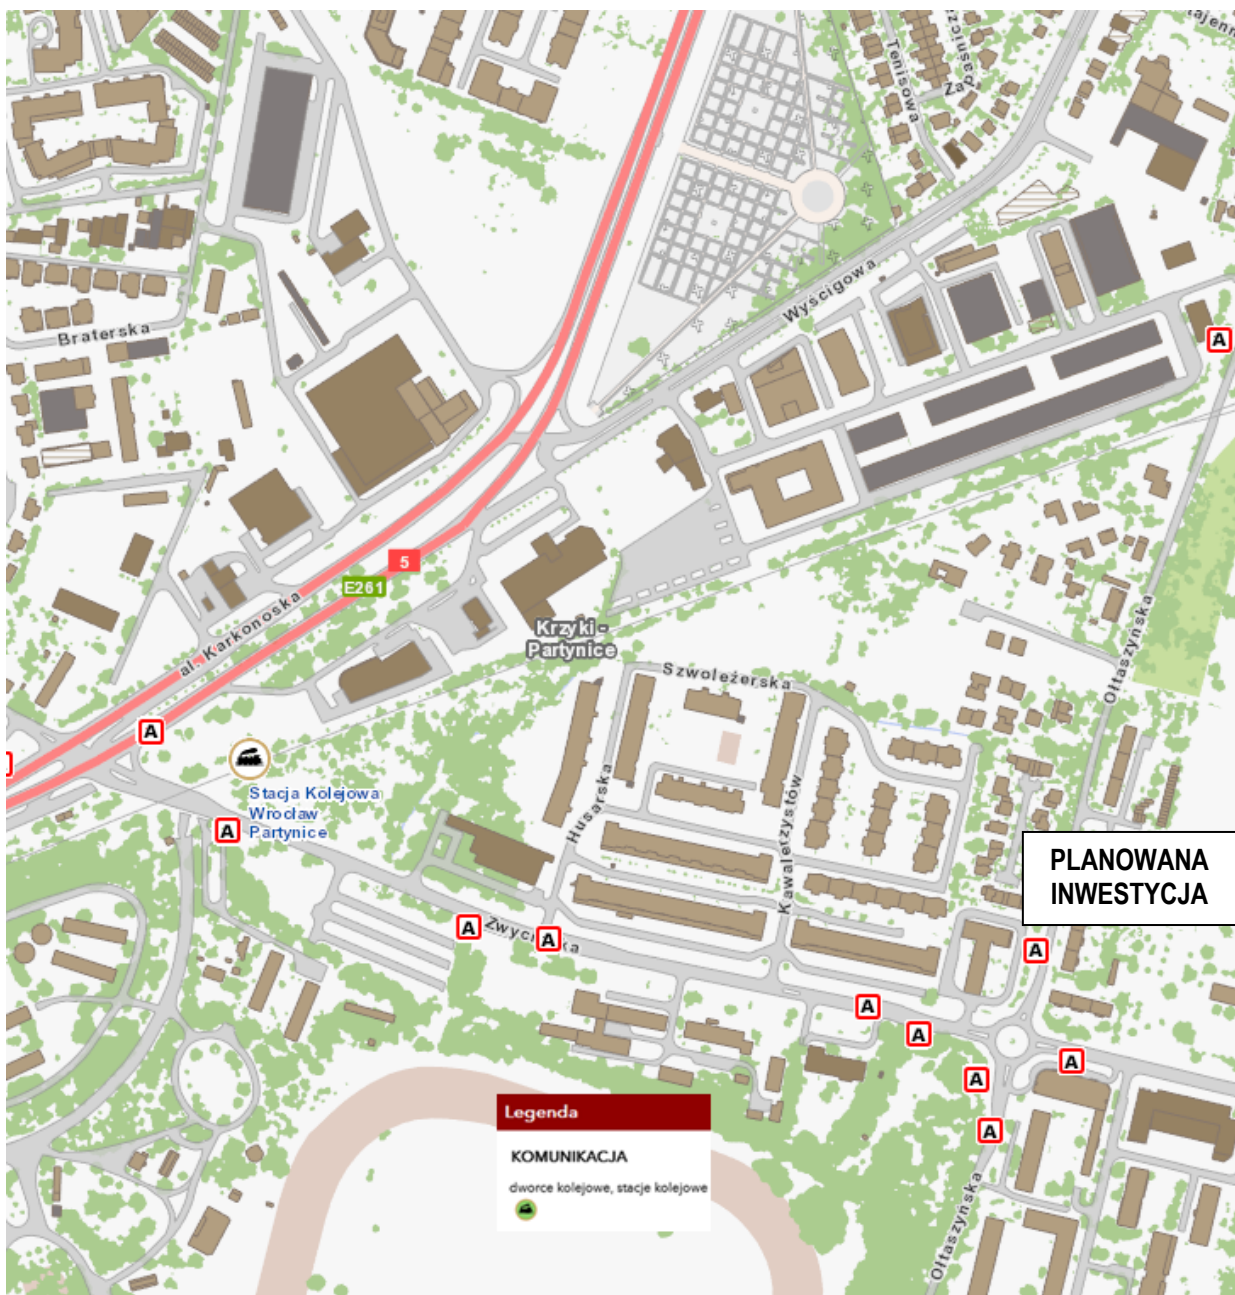 Tenisowa
Wyścigowa
Braterska
5
E261
al. Karkonoska
Krzyki -
Partynice
Szwoleżerska
Ołtaszyńska
A
A
A
Stacja Kolejowa
Wrocław
Partynice
A
Husarska
Kawalerzystów
PLANOWANA
INWESTYCJA
A
A
A
A
A
A
A
A
Ołtaszyńska
Legenda
KOMUNIKACJA
dworce kolejowe, stacje kolejowe